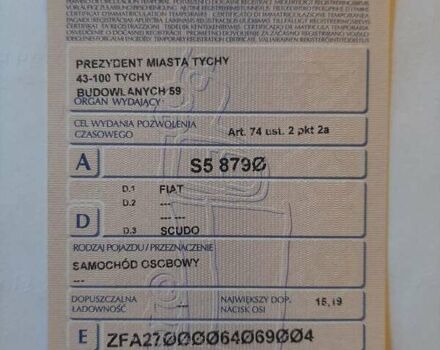 PREZYDENT MIASTA TYCHY
43-100 TYCHY
BUDOWLANYCH 59
ORGAN WYDAJĄCY
CEL WYDANIA POZWOLENIA
CZASOWEGO
Art. 74 ust. 2 pkt 2a
A
S5 879Ø
D.1 FIAT
D.2 ---
--- ---
D
D.3 SCUDO
RODZAJ POJAZDU / PRZEZNACZENIE
SAMOCHÓD OSOBOWY
---
DOPUSZCZALNA
ŁADOWNOŚĆ
---
NAJWIĘKSZY DOP.
NACISK OSI
15,19
E
ZFA27ØØØØ64Ø69ØØ4